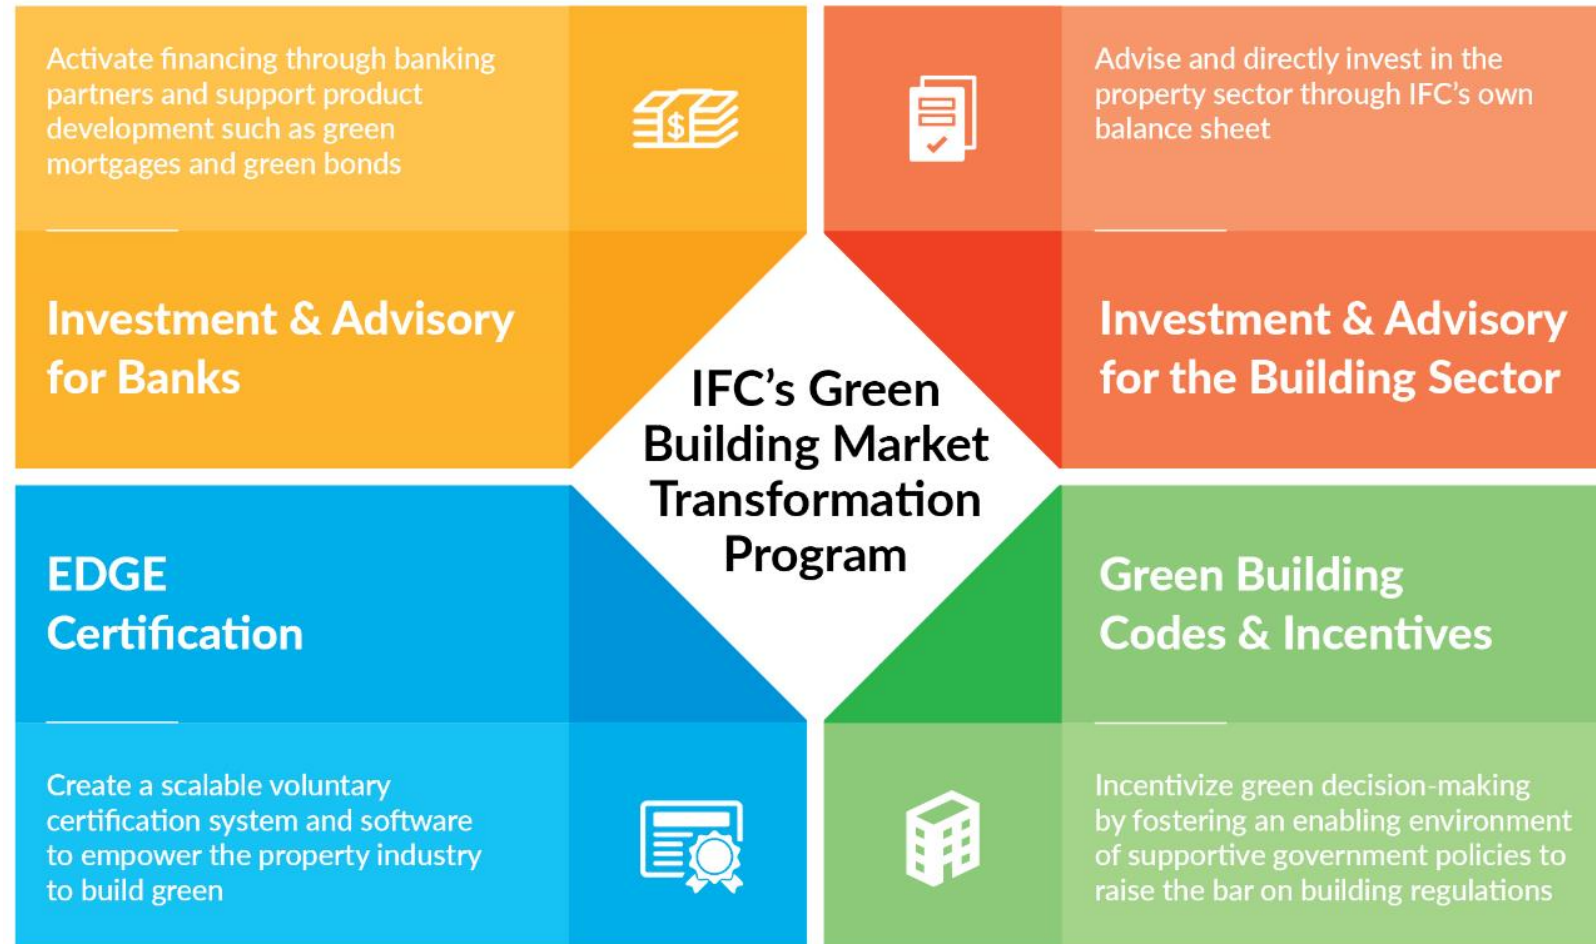 Activate financing through banking
partners and support product
development such as green
mortgages and green bonds
Investment & Advisory
for Banks
$
Advise and directly invest in the
property sector through IFC’s own
balance sheet
Investment & Advisory
for the Building Sector
IFC’s Green
Building Market
Transformation
Program
EDGE
Certification
Create a scalable voluntary
certification system and software
to empower the property industry
to build green
Green Building
Codes & Incentives
Incentivize green decision-making
by fostering an enabling environment
of supportive government policies to
raise the bar on building regulations